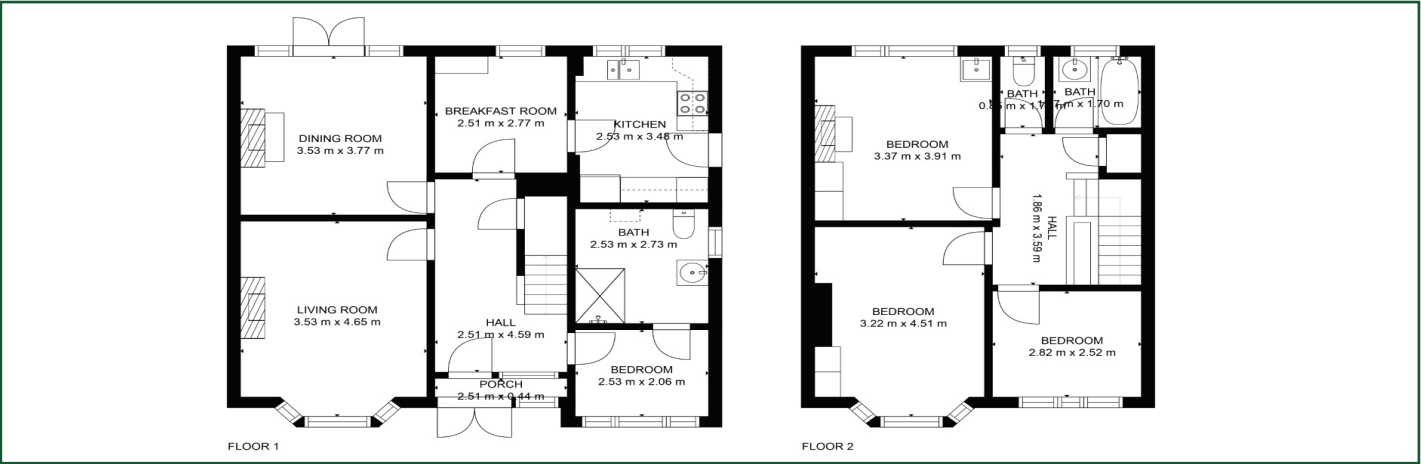 DINING ROOM
3.53 m x 3.77 m
BREAKFAST ROOM
2.51 m x 2.77 m
KITCHEN
2.53 m x 3.48 m
BATH
2.53 m x 2.73 m
LIVING ROOM
3.53 m x 4.65 m
HALL
2.51 m x 4.59 m
BEDROOM
2.53 m x 2.06 m
PORCH
2.51 m x 0.44 m
FLOOR 1
BEDROOM
3.37 m x 3.91 m
BATH
BATH
m x 1.70 m
HALL
1.86 m x 3.59 m
BEDROOM
3.22 m x 4.51 m
BEDROOM
2.82 m x 2.52 m
FLOOR 2